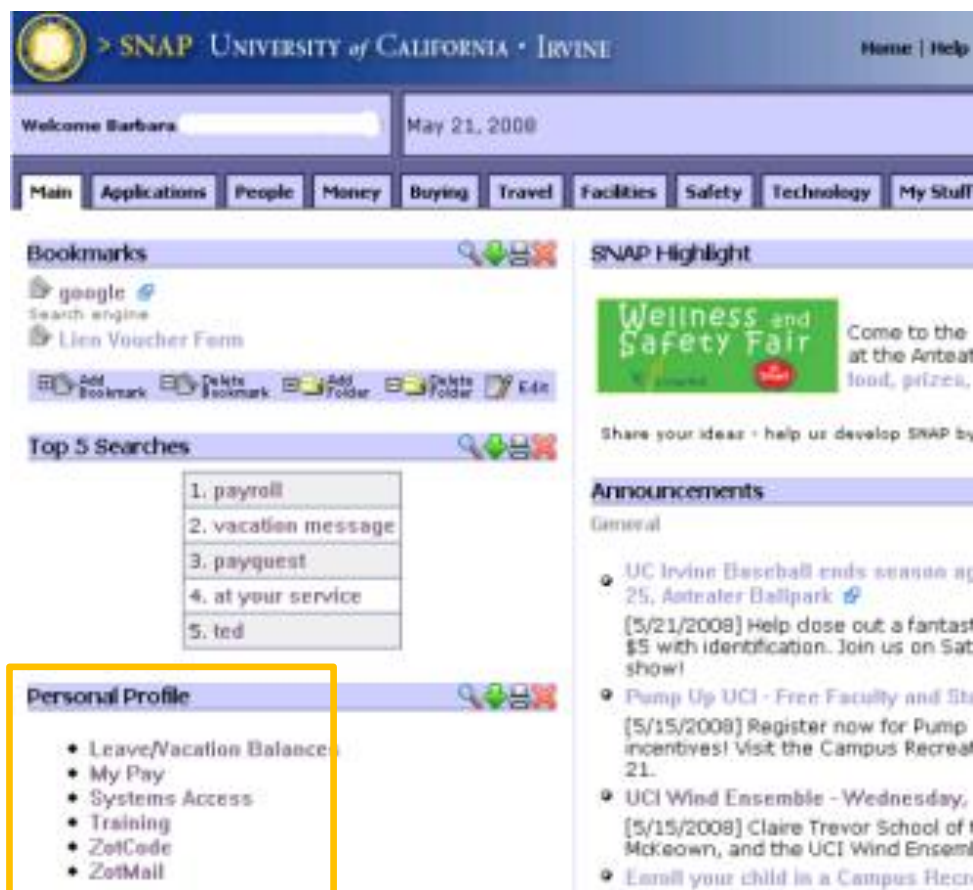 > SNAP UNIVERSITY of CALIFORNIA · IRVINE
Home | Help
Welcome Barbara
May 21, 2008
Main Applications People Money Buying Travel Facilities Safety Technology My Stuff
Bookmarks
google
Search engine
Lien Voucher Form
Add Bookmark Delete Bookmark Add Folder Delete Folder Edit
Top 5 Searches
1. payroll
2. vacation message
3. payquest
4. at your service
5. ted
Personal Profile
• Leave/Vacation Balances
• My Pay
• Systems Access
• Training
• ZotCode
• ZotMail
SNAP Highlight
Wellness and
Safety Fair
Come to the
at the Anteat
food, prizes,
Share your ideas - help us develop SNAP by
Announcements
General
• UC Irvine Baseball ends season ag
25, Anteater Ballpark
[5/21/2008] Help close out a fantast
$5 with identification. Join us on Sat
show!
• Pump Up UCI - Free Faculty and Sta
[5/15/2008] Register now for Pump
incentives! Visit the Campus Recreat
21.
• UCI Wind Ensemble - Wednesday,
[5/15/2008] Claire Trevor School of t
McKeown, and the UCI Wind Ensemb
• Enroll your child in a Campus Recre